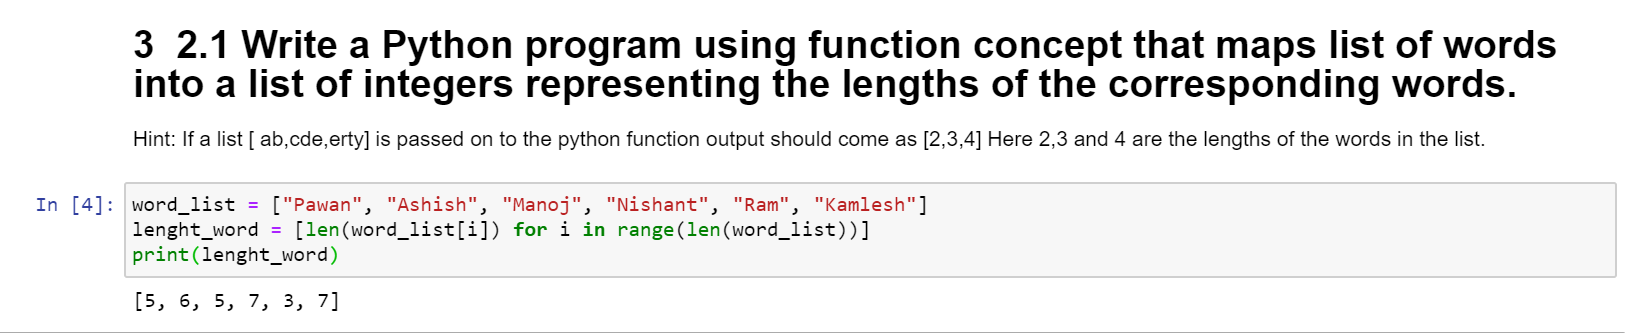 3 2.1 Write a Python program using function concept that maps list of words
into a list of integers representing the lengths of the corresponding words.
Hint: If a list [ ab,cde,erty] is passed on to the python function output should come as [2,3,4] Here 2,3 and 4 are the lengths of the words in the list.
In [4]: word_list = ["Pawan", "Ashish", "Manoj", "Nishant", "Ram", "Kamlesh"]
lenght_word = [len(word_list[i]) for i in range(len(word_list))]
print(lenght_word)
[5, 6, 5, 7, 3, 7]